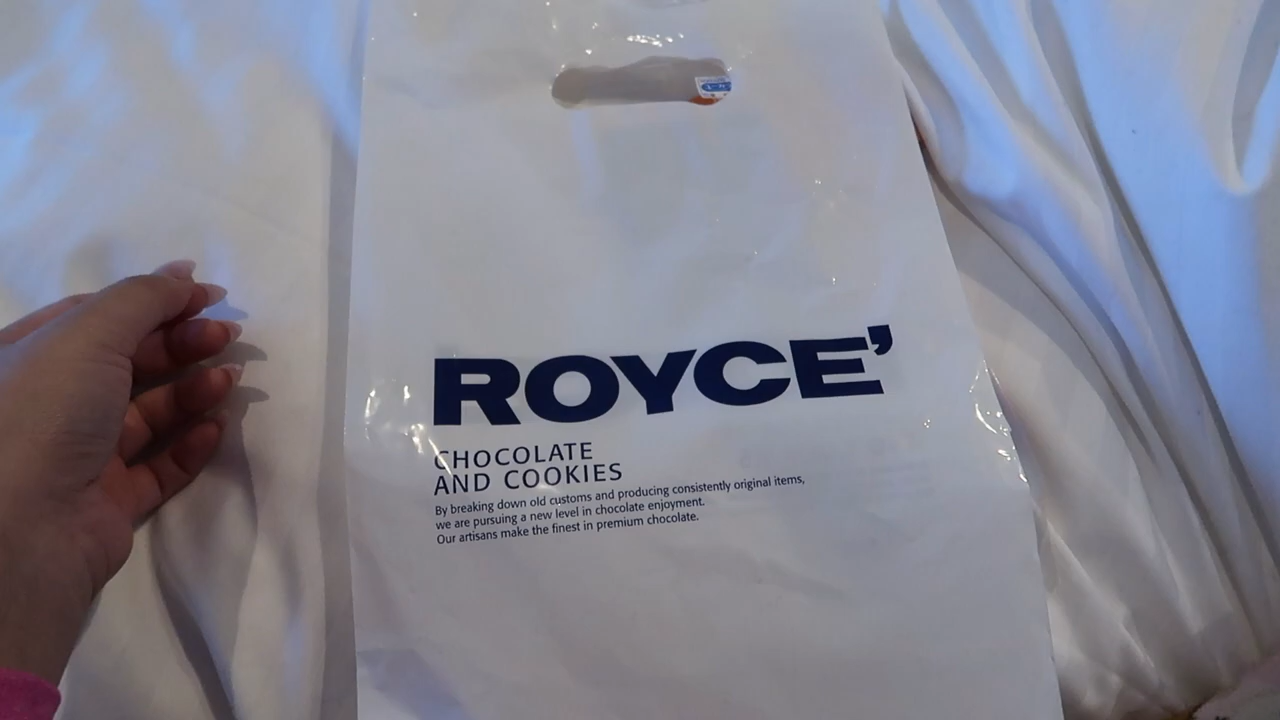 ROYCE’
CHOCOLATE
AND COOKIES
By breaking down old customs and producing consistently original items,
we are pursuing a new level in chocolate enjoyment.
Our artisans make the finest in premium chocolate.